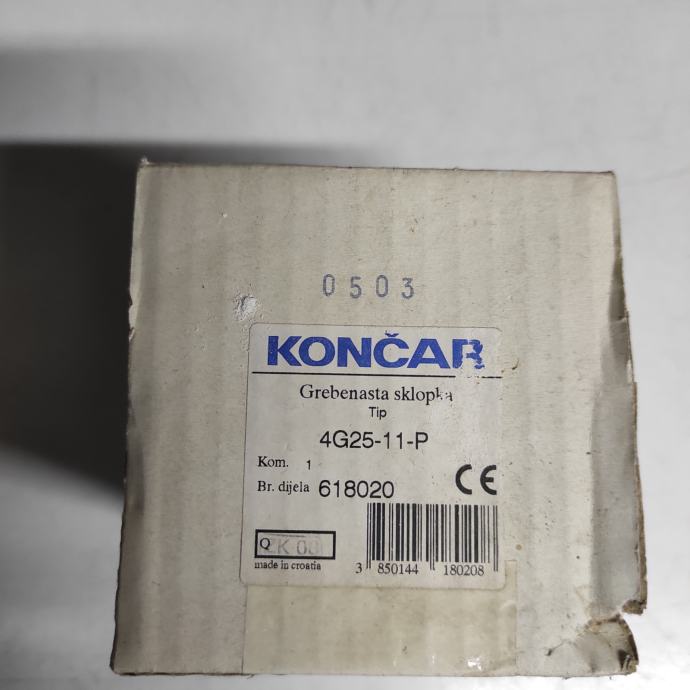 0503
KONČAR
Grebenasta sklopka
Tip
4G25-11-P
Kom. 1
Br. dijela 618020
CE
Q
made in croatia
3 850144 180208